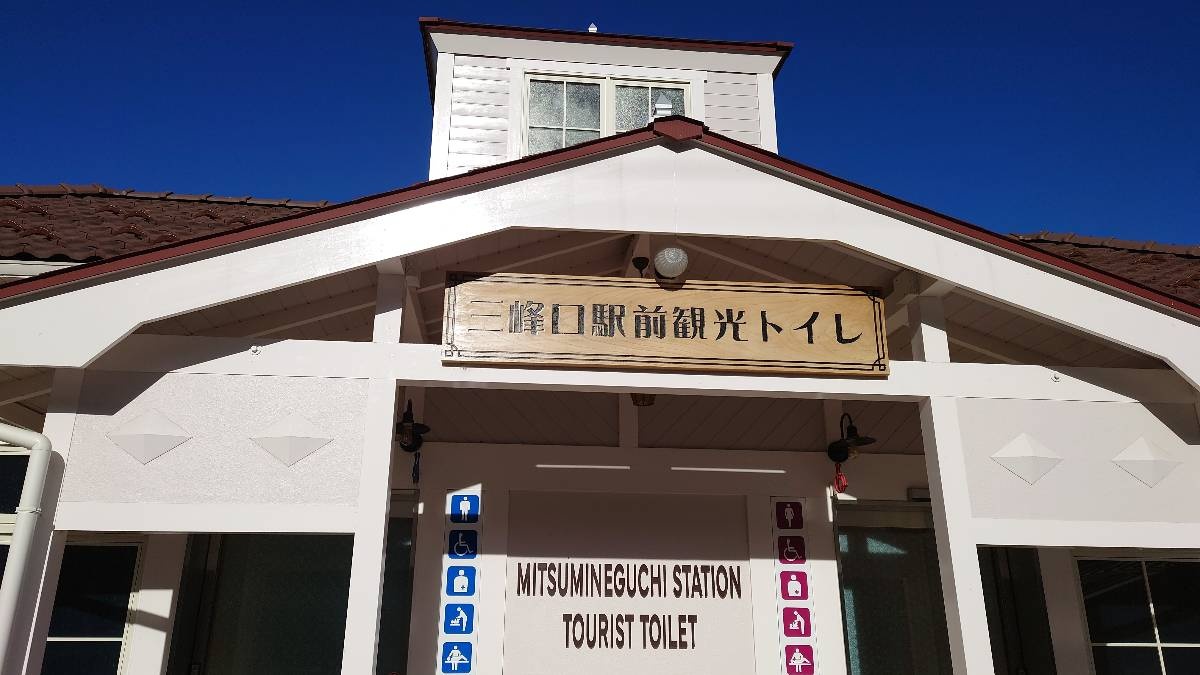 三峰口駅前観光トイレ
MITSUMINEGUCHI STATION
TOURIST TOILET